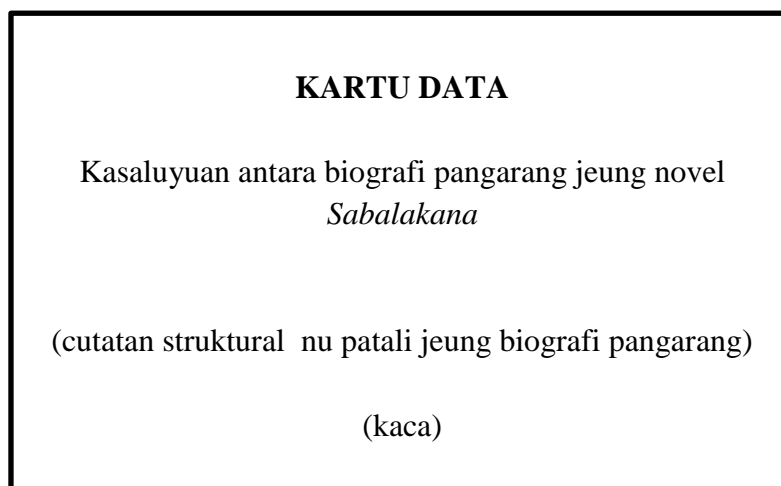 KARTU DATA
Kasaluyuan antara biografi pangarang jeung novel
Sabalakana
(cutatan struktural nu patali jeung biografi pangarang)
(kaca)